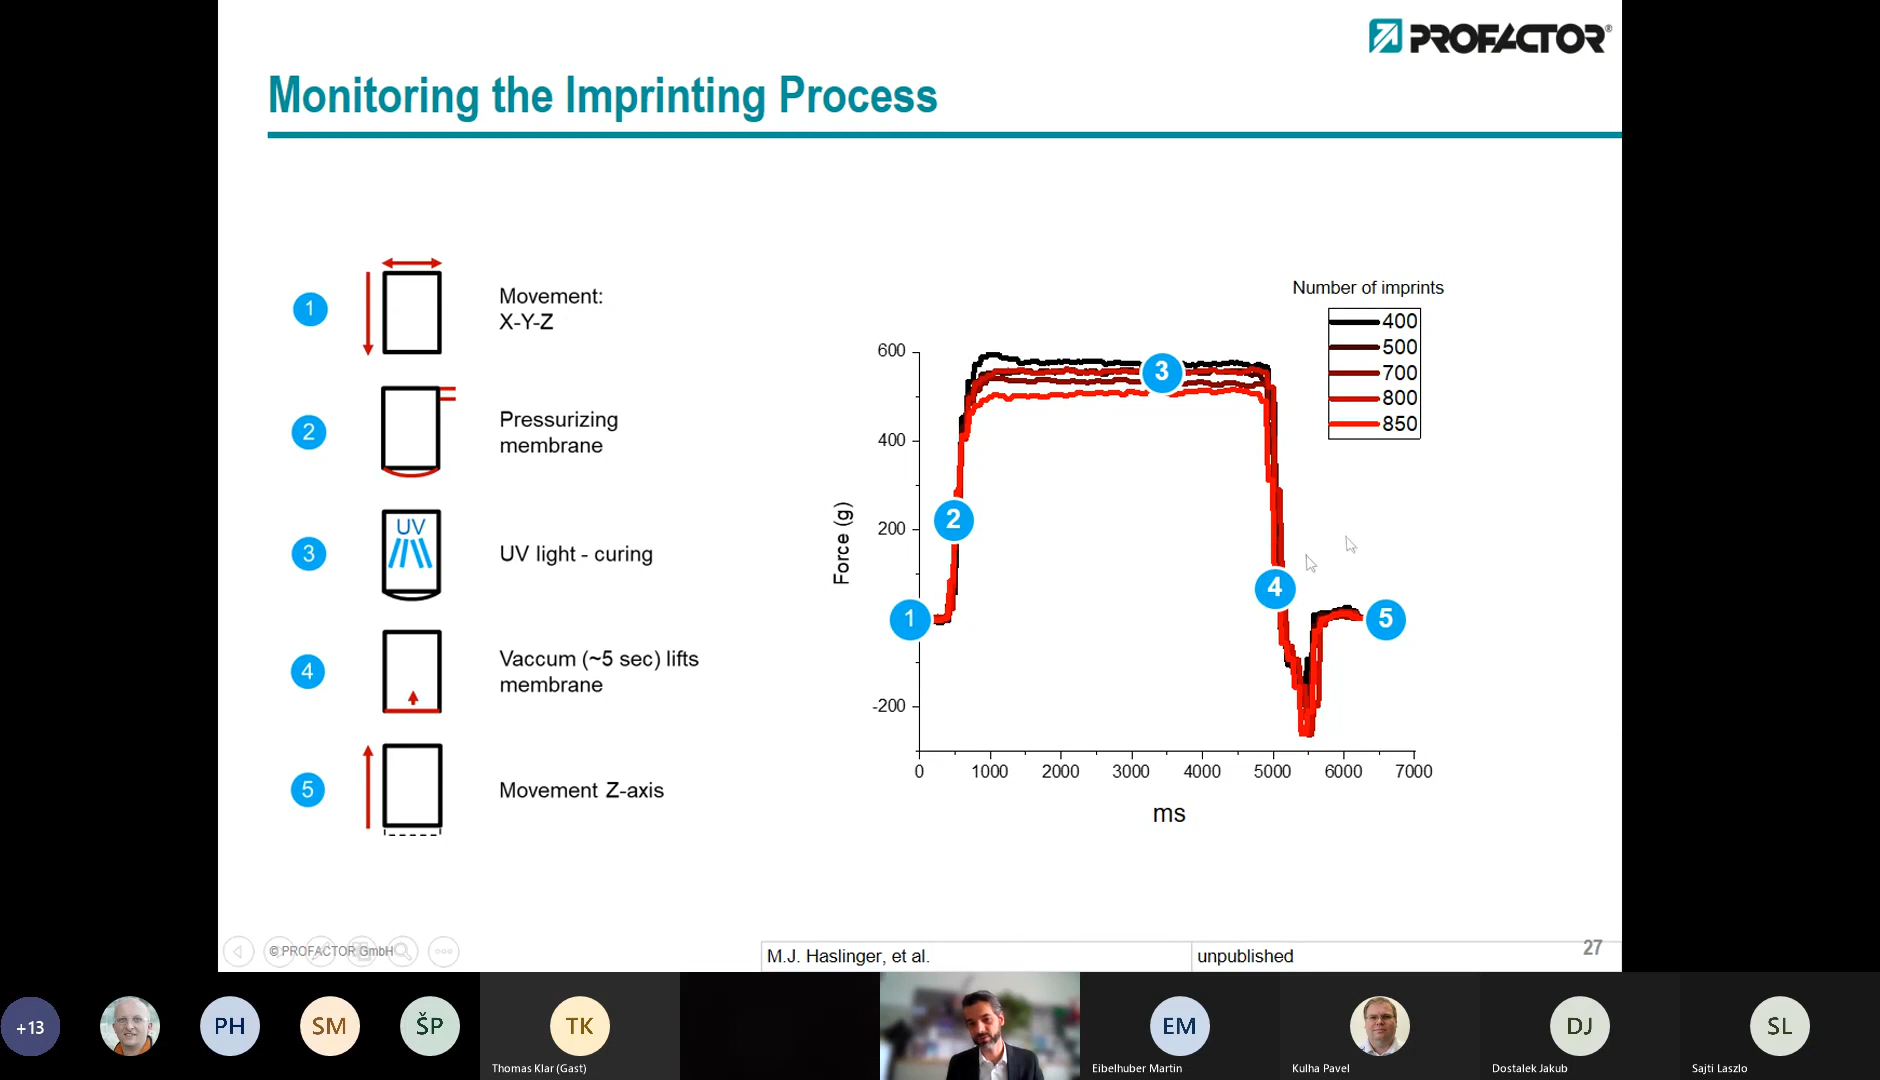 PROFACTOR®
Monitoring the Imprinting Process
1
Movement:
X-Y-Z
2
Pressurizing
membrane
3
UV
UV light - curing
4
Vaccum (~5 sec) lifts
membrane
5
Movement Z-axis
Number of imprints
400
500
700
800
850
Force (g)
600
400
200
-200
0 1000 2000 3000 4000 5000 6000 7000
ms
1
2
3
4
5
© PROFACTOR GmbH
M.J. Haslinger, et al.
unpublished
27
+13
PH
SM
ŠP
TK
Thomas Klar (Gast)
EM
Eibelhuber Martin
Kulha Pavel
DJ
Dostalek Jakub
SL
Sajti Laszlo